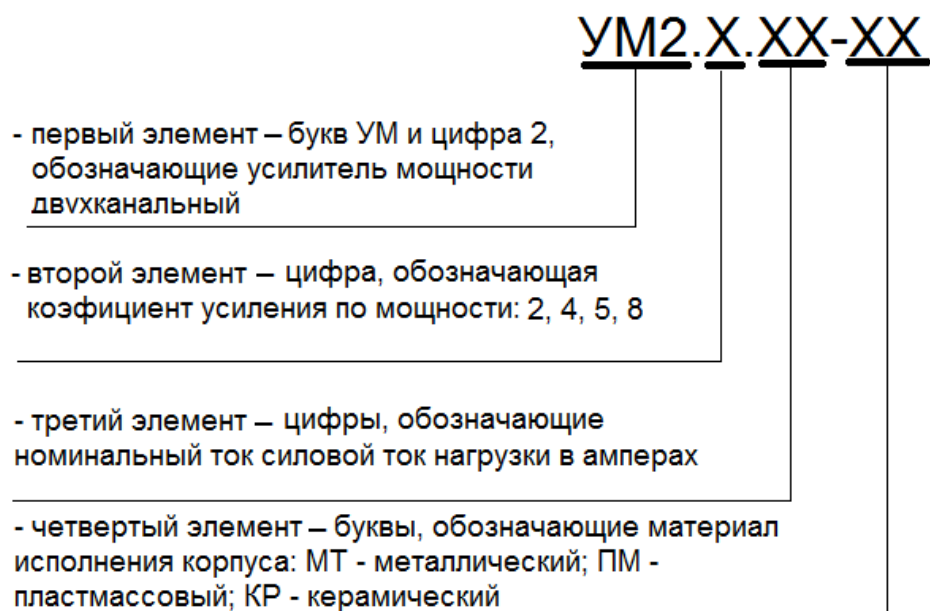 УМ2.Х.ХХ-ХХ
- первый элемент – букв УМ и цифра 2,
обозначающие усилитель мощности
двухканальный
- второй элемент – цифра, обозначающая
коэфициент усиления по мощности: 2, 4, 5, 8
- третий элемент – цифры, обозначающие
номинальный ток силовой ток нагрузки в амперах
- четвертый элемент – буквы, обозначающие материал
исполнения корпуса: МТ - металлический; ПМ -
пластмассовый; КР - керамический